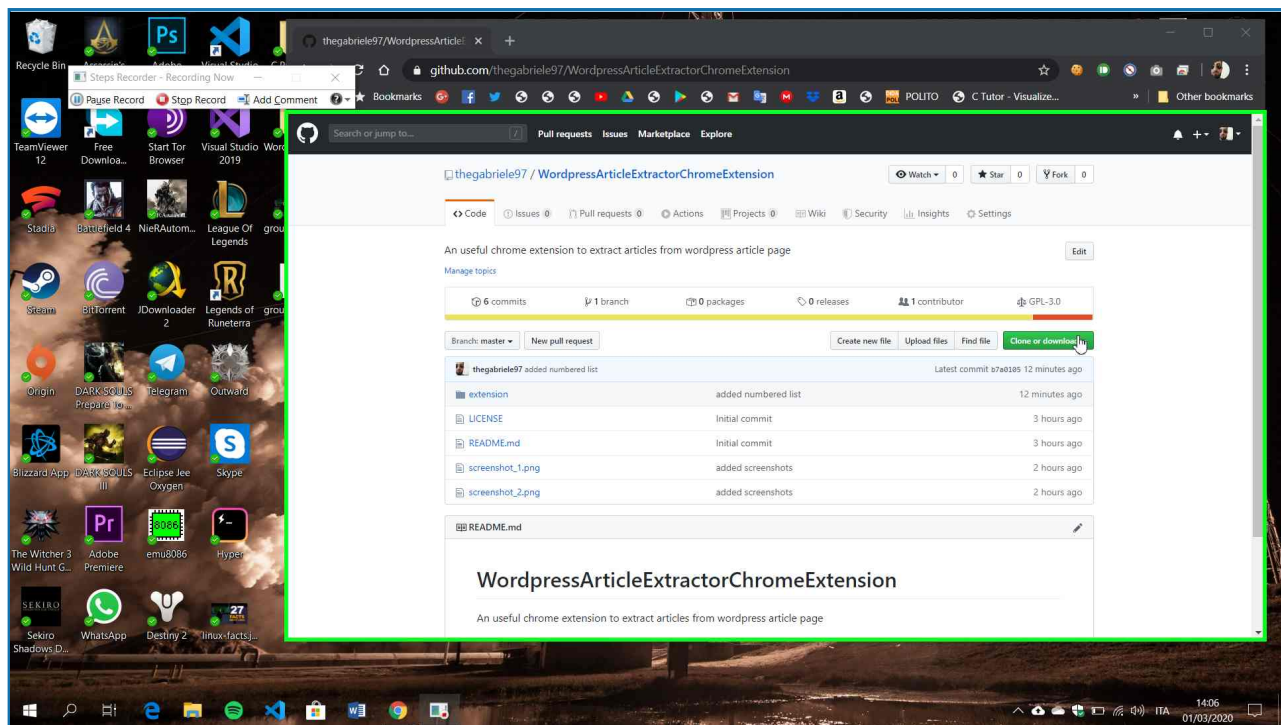 thegabriele97/WordpressArticleE
Recycle Bin
Steps Recorder - Recording Now
github.com/thegabriele97/WordpressArticleExtractorChromeExtension
Pause Record Stop Record Add Comment
Bookmarks POLITO C Tutor - Visualize... » Other bookmarks
Search or jump to... / Pull requests Issues Marketplace Explore
TeamViewer 12
Free Downloa...
Start Tor Browser
Visual Studio 2019
thegabriele97 / WordpressArticleExtractorChromeExtension
Watch 0 Star 0 Fork 0
Code Issues 0 Pull requests 0 Actions Projects 0 Wiki Security Insights Settings
Stadia
Battlefield 4
NieRAutom...
League Of Legends
An useful chrome extension to extract articles from wordpress article page
Edit
Manage topics
6 commits 1 branch 0 packages 0 releases 1 contributor GPL-3.0
Steam
BitTorrent
JDownloader 2
Legends of Runeterra
Branch: master New pull request Create new file Upload files Find file Clone or download
thegabriele97 added numbered list Latest commit b7a0105 12 minutes ago
extension added numbered list 12 minutes ago
LICENSE Initial commit 3 hours ago
README.md Initial commit 3 hours ago
screenshot_1.png added screenshots 2 hours ago
screenshot_2.png added screenshots 2 hours ago
Origin
DARK SOULS Prepare To ...
Telegram
Outward
Blizzard App
DARK SOULS III
Eclipse Jee Oxygen
Skype
README.md
WordpressArticleExtractorChromeExtension
An useful chrome extension to extract articles from wordpress article page
The Witcher 3 Wild Hunt G...
Adobe Premiere
8086
emu8086
Hyper
SEKIRO
Sekiro Shadows D...
WhatsApp
Destiny 2
27
linux-facts.j...
ITA
14:06
01/03/2020